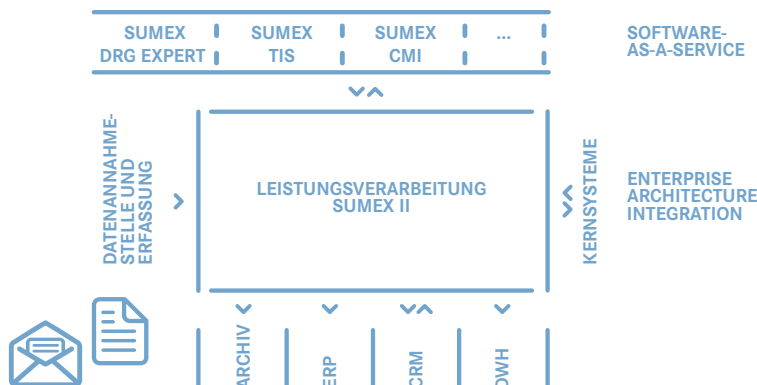 SUMEX
DRG EXPERT
SUMEX
TIS
SUMEX
CMI
...
SOFTWARE-
AS-A-SERVICE
DATENANNAHME-
STELLE UND
ERFASSUNG
LEISTUNGSVERARBEITUNG
SUMEX II
KERNSYSTEME
ENTERPRISE
ARCHITECTURE
INTEGRATION
ARCHIV
ERP
CRM
DWH